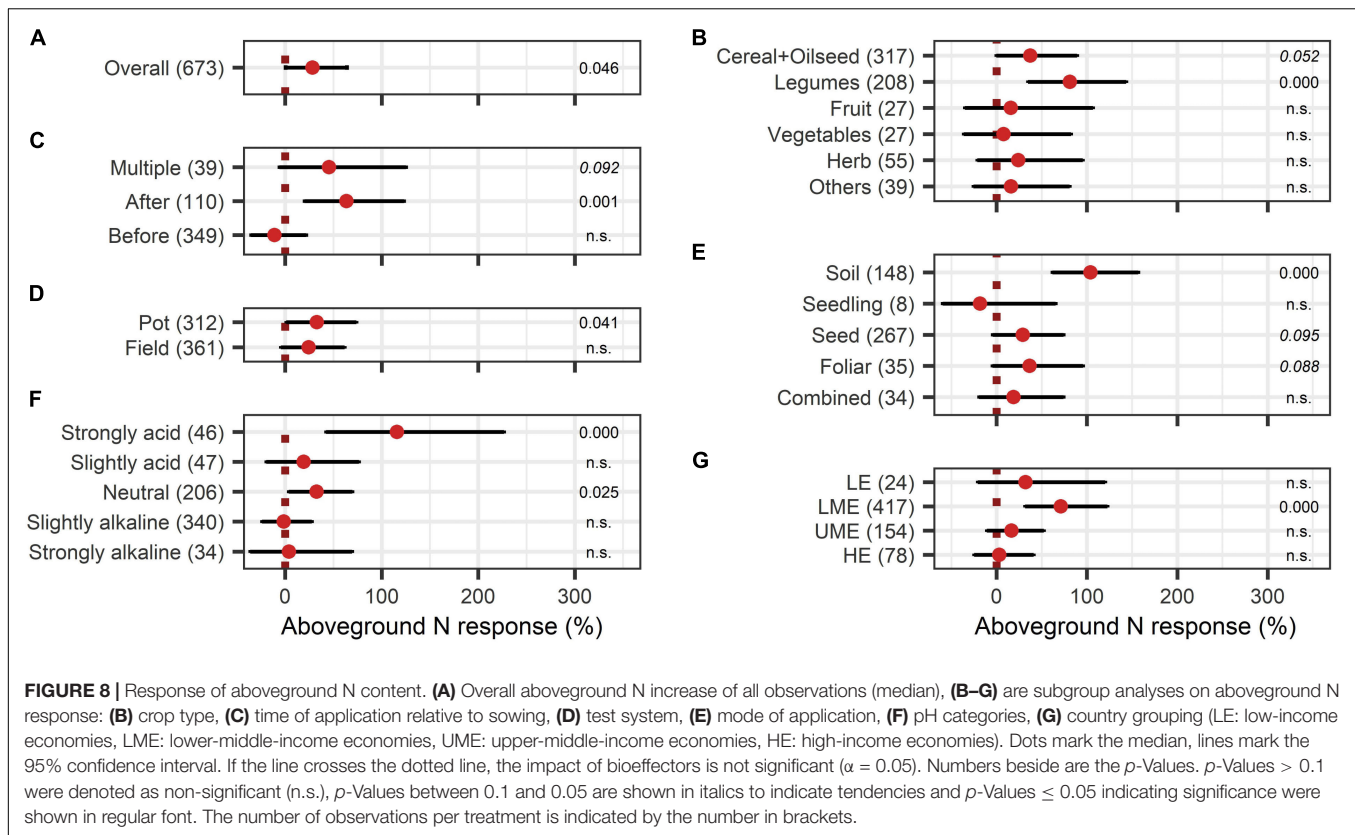 A
Overall (673)
0.046
C
Multiple (39)
0.092
After (110)
0.001
Before (349)
n.s.
D
Pot (312)
0.041
Field (361)
n.s.
F
Strongly acid (46)
0.000
Slightly acid (47)
n.s.
Neutral (206)
0.025
Slightly alkaline (340)
n.s.
Strongly alkaline (34)
n.s.
0 100 200 300
Aboveground N response (%)
B
Cereal+Oilseed (317)
0.052
Legumes (208)
0.000
Fruit (27)
n.s.
Vegetables (27)
n.s.
Herb (55)
n.s.
Others (39)
n.s.
E
Soil (148)
0.000
Seedling (8)
n.s.
Seed (267)
0.095
Foliar (35)
0.088
Combined (34)
n.s.
G
LE (24)
n.s.
LME (417)
0.000
UME (154)
n.s.
HE (78)
n.s.
0 100 200 300
Aboveground N response (%)
FIGURE 8 | Response of aboveground N content. (A) Overall aboveground N increase of all observations (median), (B–G) are subgroup analyses on aboveground N
response: (B) crop type, (C) time of application relative to sowing, (D) test system, (E) mode of application, (F) pH categories, (G) country grouping (LE: low-income
economies, LME: lower-middle-income economies, UME: upper-middle-income economies, HE: high-income economies). Dots mark the median, lines mark the
95% confidence interval. If the line crosses the dotted line, the impact of bioeffectors is not significant (α = 0.05). Numbers beside are the p-Values. p-Values > 0.1
were denoted as non-significant (n.s.), p-Values between 0.1 and 0.05 are shown in italics to indicate tendencies and p-Values ≤ 0.05 indicating significance were
shown in regular font. The number of observations per treatment is indicated by the number in brackets.